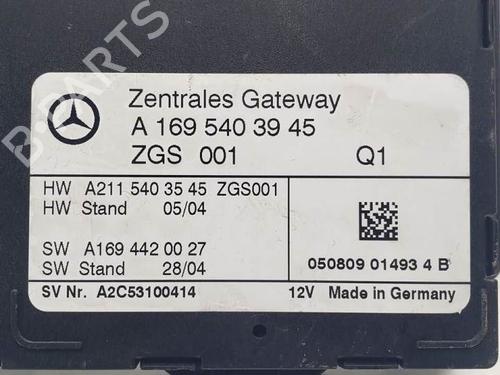 Zentrales Gateway
A 169 540 39 45
ZGS 001 Q1
HW A211 540 35 45 ZGS001
HW Stand 05/04
SW A169 442 00 27
SW Stand 28/04
050809 01493 4 B
SV Nr. A2C53100414 12V Made in Germany
B-PARTS